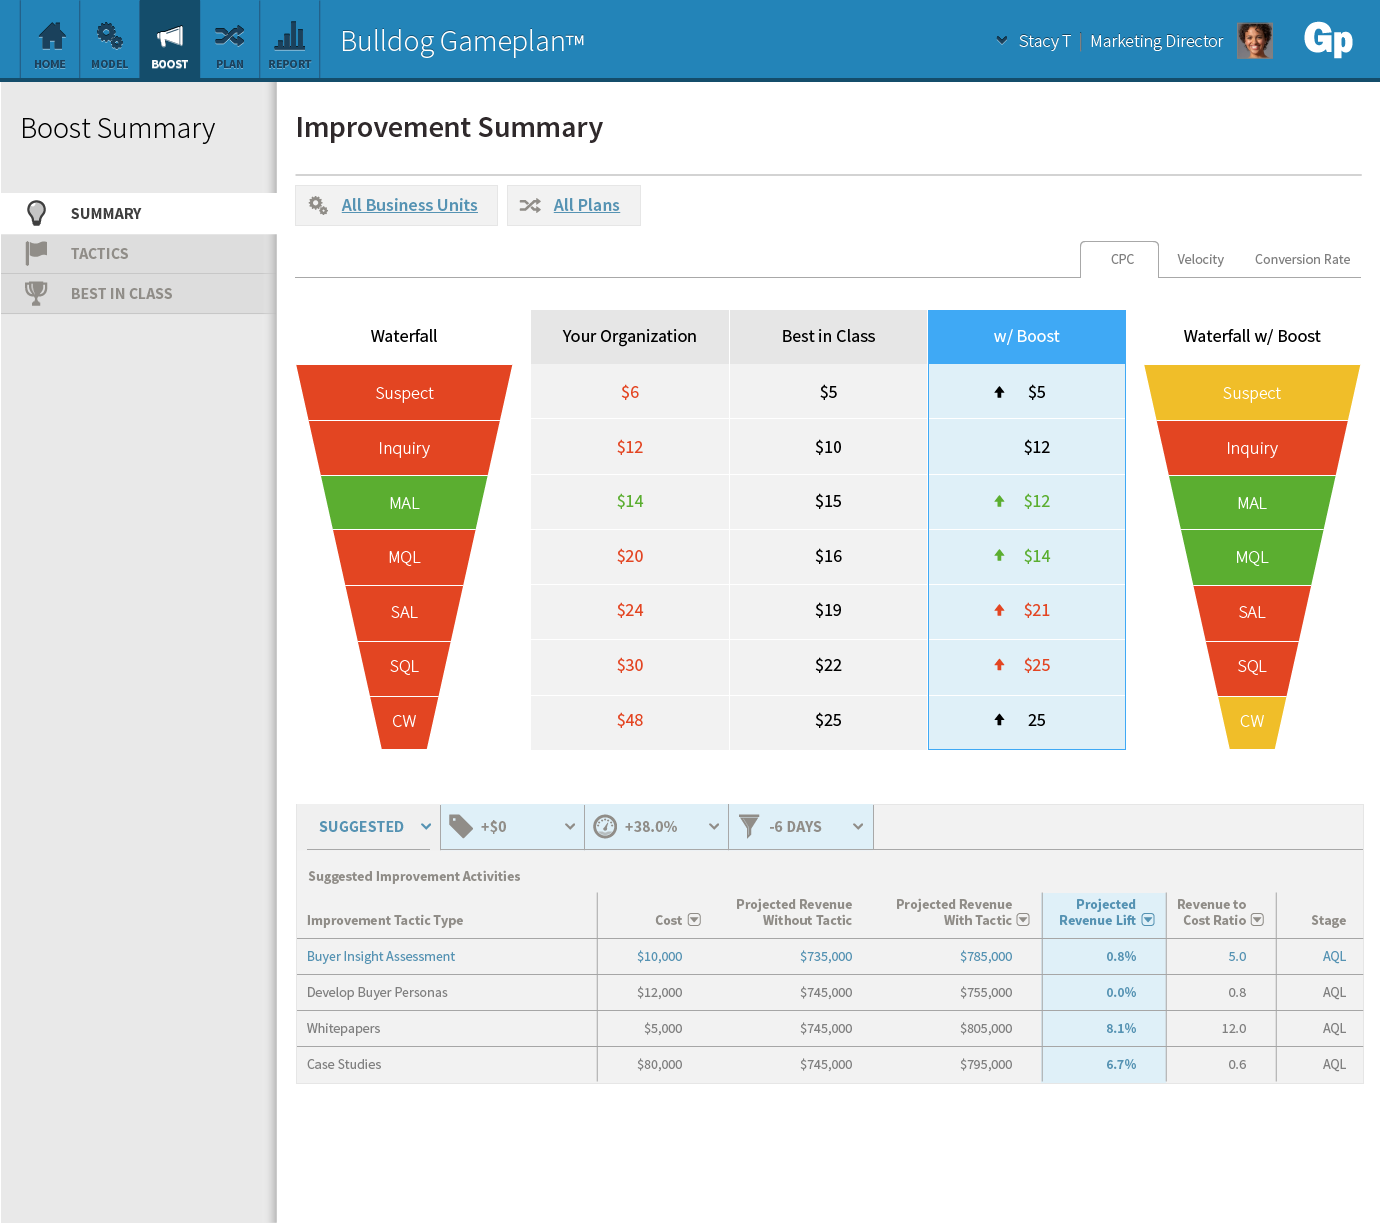 HOME
MODEL
BOOST
PLAN
REPORT
Bulldog Gameplan™
Stacy T | Marketing Director
Gp
Boost Summary
SUMMARY
TACTICS
BEST IN CLASS
Improvement Summary
All Business Units
All Plans
CPC
Velocity
Conversion Rate
Waterfall
Your Organization
Best in Class
w/ Boost
Waterfall w/ Boost
Suspect
$6
$5
$5
Suspect
Inquiry
$12
$10
$12
Inquiry
MAL
$14
$15
$12
MAL
MQL
$20
$16
$14
MQL
SAL
$24
$19
$21
SAL
SQL
$30
$22
$25
SQL
CW
$48
$25
25
CW
SUGGESTED
+$0
+38.0%
-6 DAYS
Suggested Improvement Activities
Improvement Tactic Type
Cost
Projected Revenue
Without Tactic
Projected Revenue
With Tactic
Projected
Revenue Lift
Revenue to
Cost Ratio
Stage
Buyer Insight Assessment
$10,000
$735,000
$785,000
0.8%
5.0
AQL
Develop Buyer Personas
$12,000
$745,000
$755,000
0.0%
0.8
AQL
Whitepapers
$5,000
$745,000
$805,000
8.1%
12.0
AQL
Case Studies
$80,000
$745,000
$795,000
6.7%
0.6
AQL